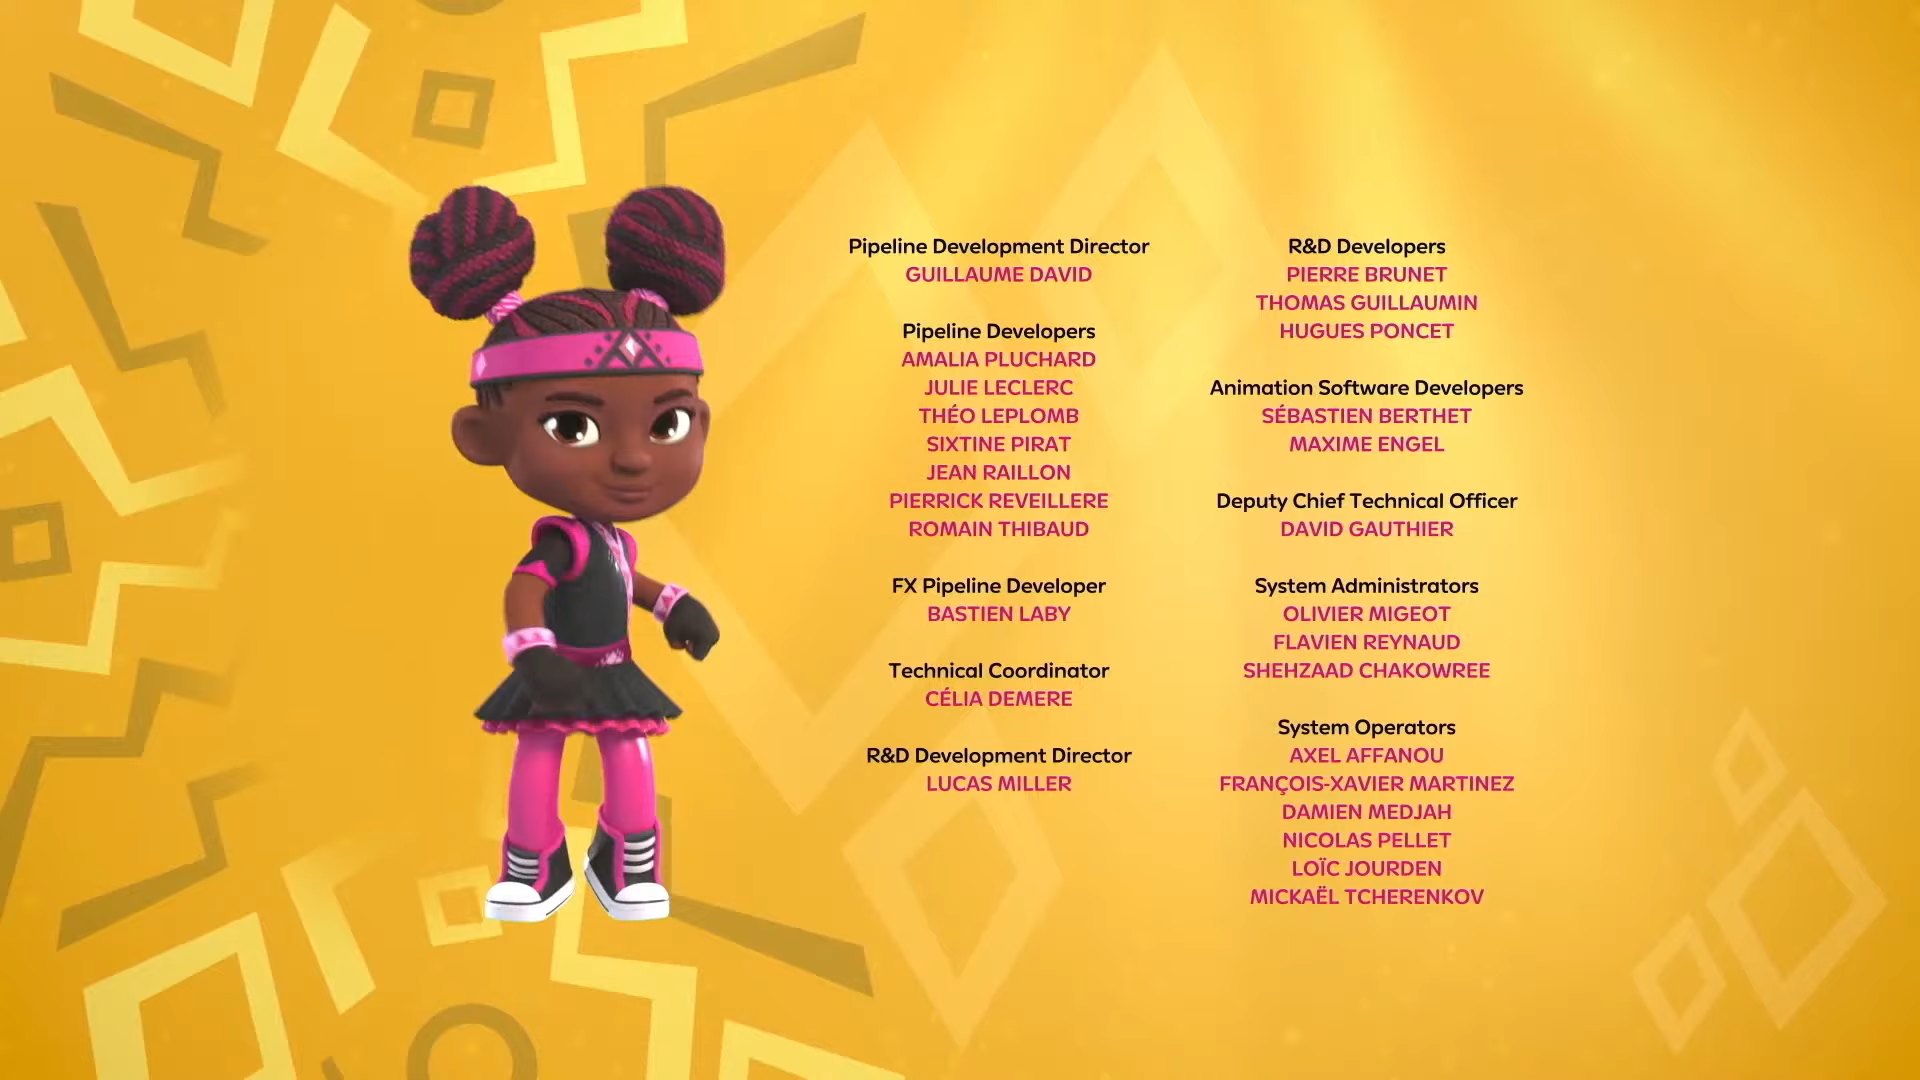 Pipeline Development Director
GUILLAUME DAVID
Pipeline Developers
AMALIA PLUCHARD
JULIE LECLERC
THÉO LEPLOMB
SIXTINE PIRAT
JEAN RAILLON
PIERRICK REVEILLERE
ROMAIN THIBAUD
FX Pipeline Developer
BASTIEN LABY
Technical Coordinator
CÉLIA DEMERE
R&D Development Director
LUCAS MILLER
R&D Developers
PIERRE BRUNET
THOMAS GUILLAUMIN
HUGUES PONCET
Animation Software Developers
SÉBASTIEN BERTHET
MAXIME ENGEL
Deputy Chief Technical Officer
DAVID GAUTHIER
System Administrators
OLIVIER MIGEOT
FLAVIEN REYNAUD
SHEHZAAD CHAKOWREE
System Operators
AXEL AFFANOU
FRANÇOIS-XAVIER MARTINEZ
DAMIEN MEDJAH
NICOLAS PELLET
LOÏC JOURDEN
MICKAËL TCHERENKOV